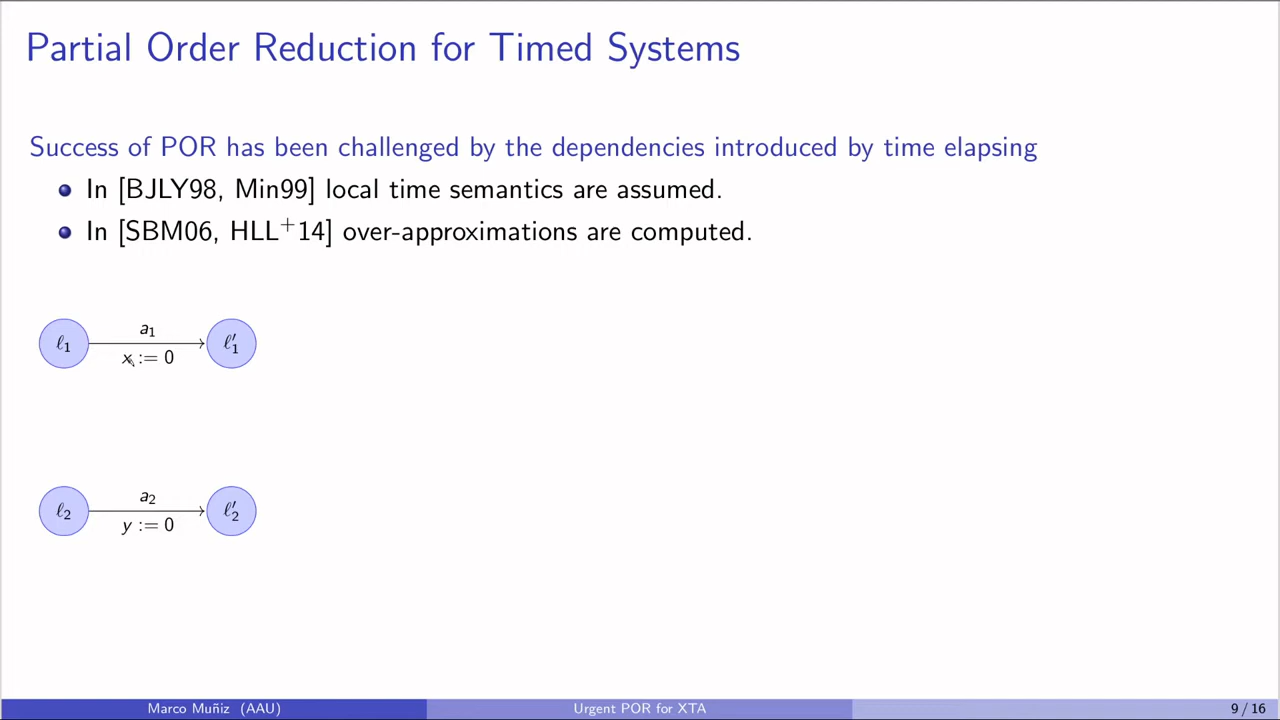 Partial Order Reduction for Timed Systems
Success of POR has been challenged by the dependencies introduced by time elapsing
In [BJLY98, Min99] local time semantics are assumed.
In [SBM06, HLL⁺14] over-approximations are computed.
a₁
ℓ₁ ℓ′₁
x := 0
a₂
ℓ₂ ℓ′₂
y := 0
Marco Muñiz (AAU) Urgent POR for XTA 9 / 16